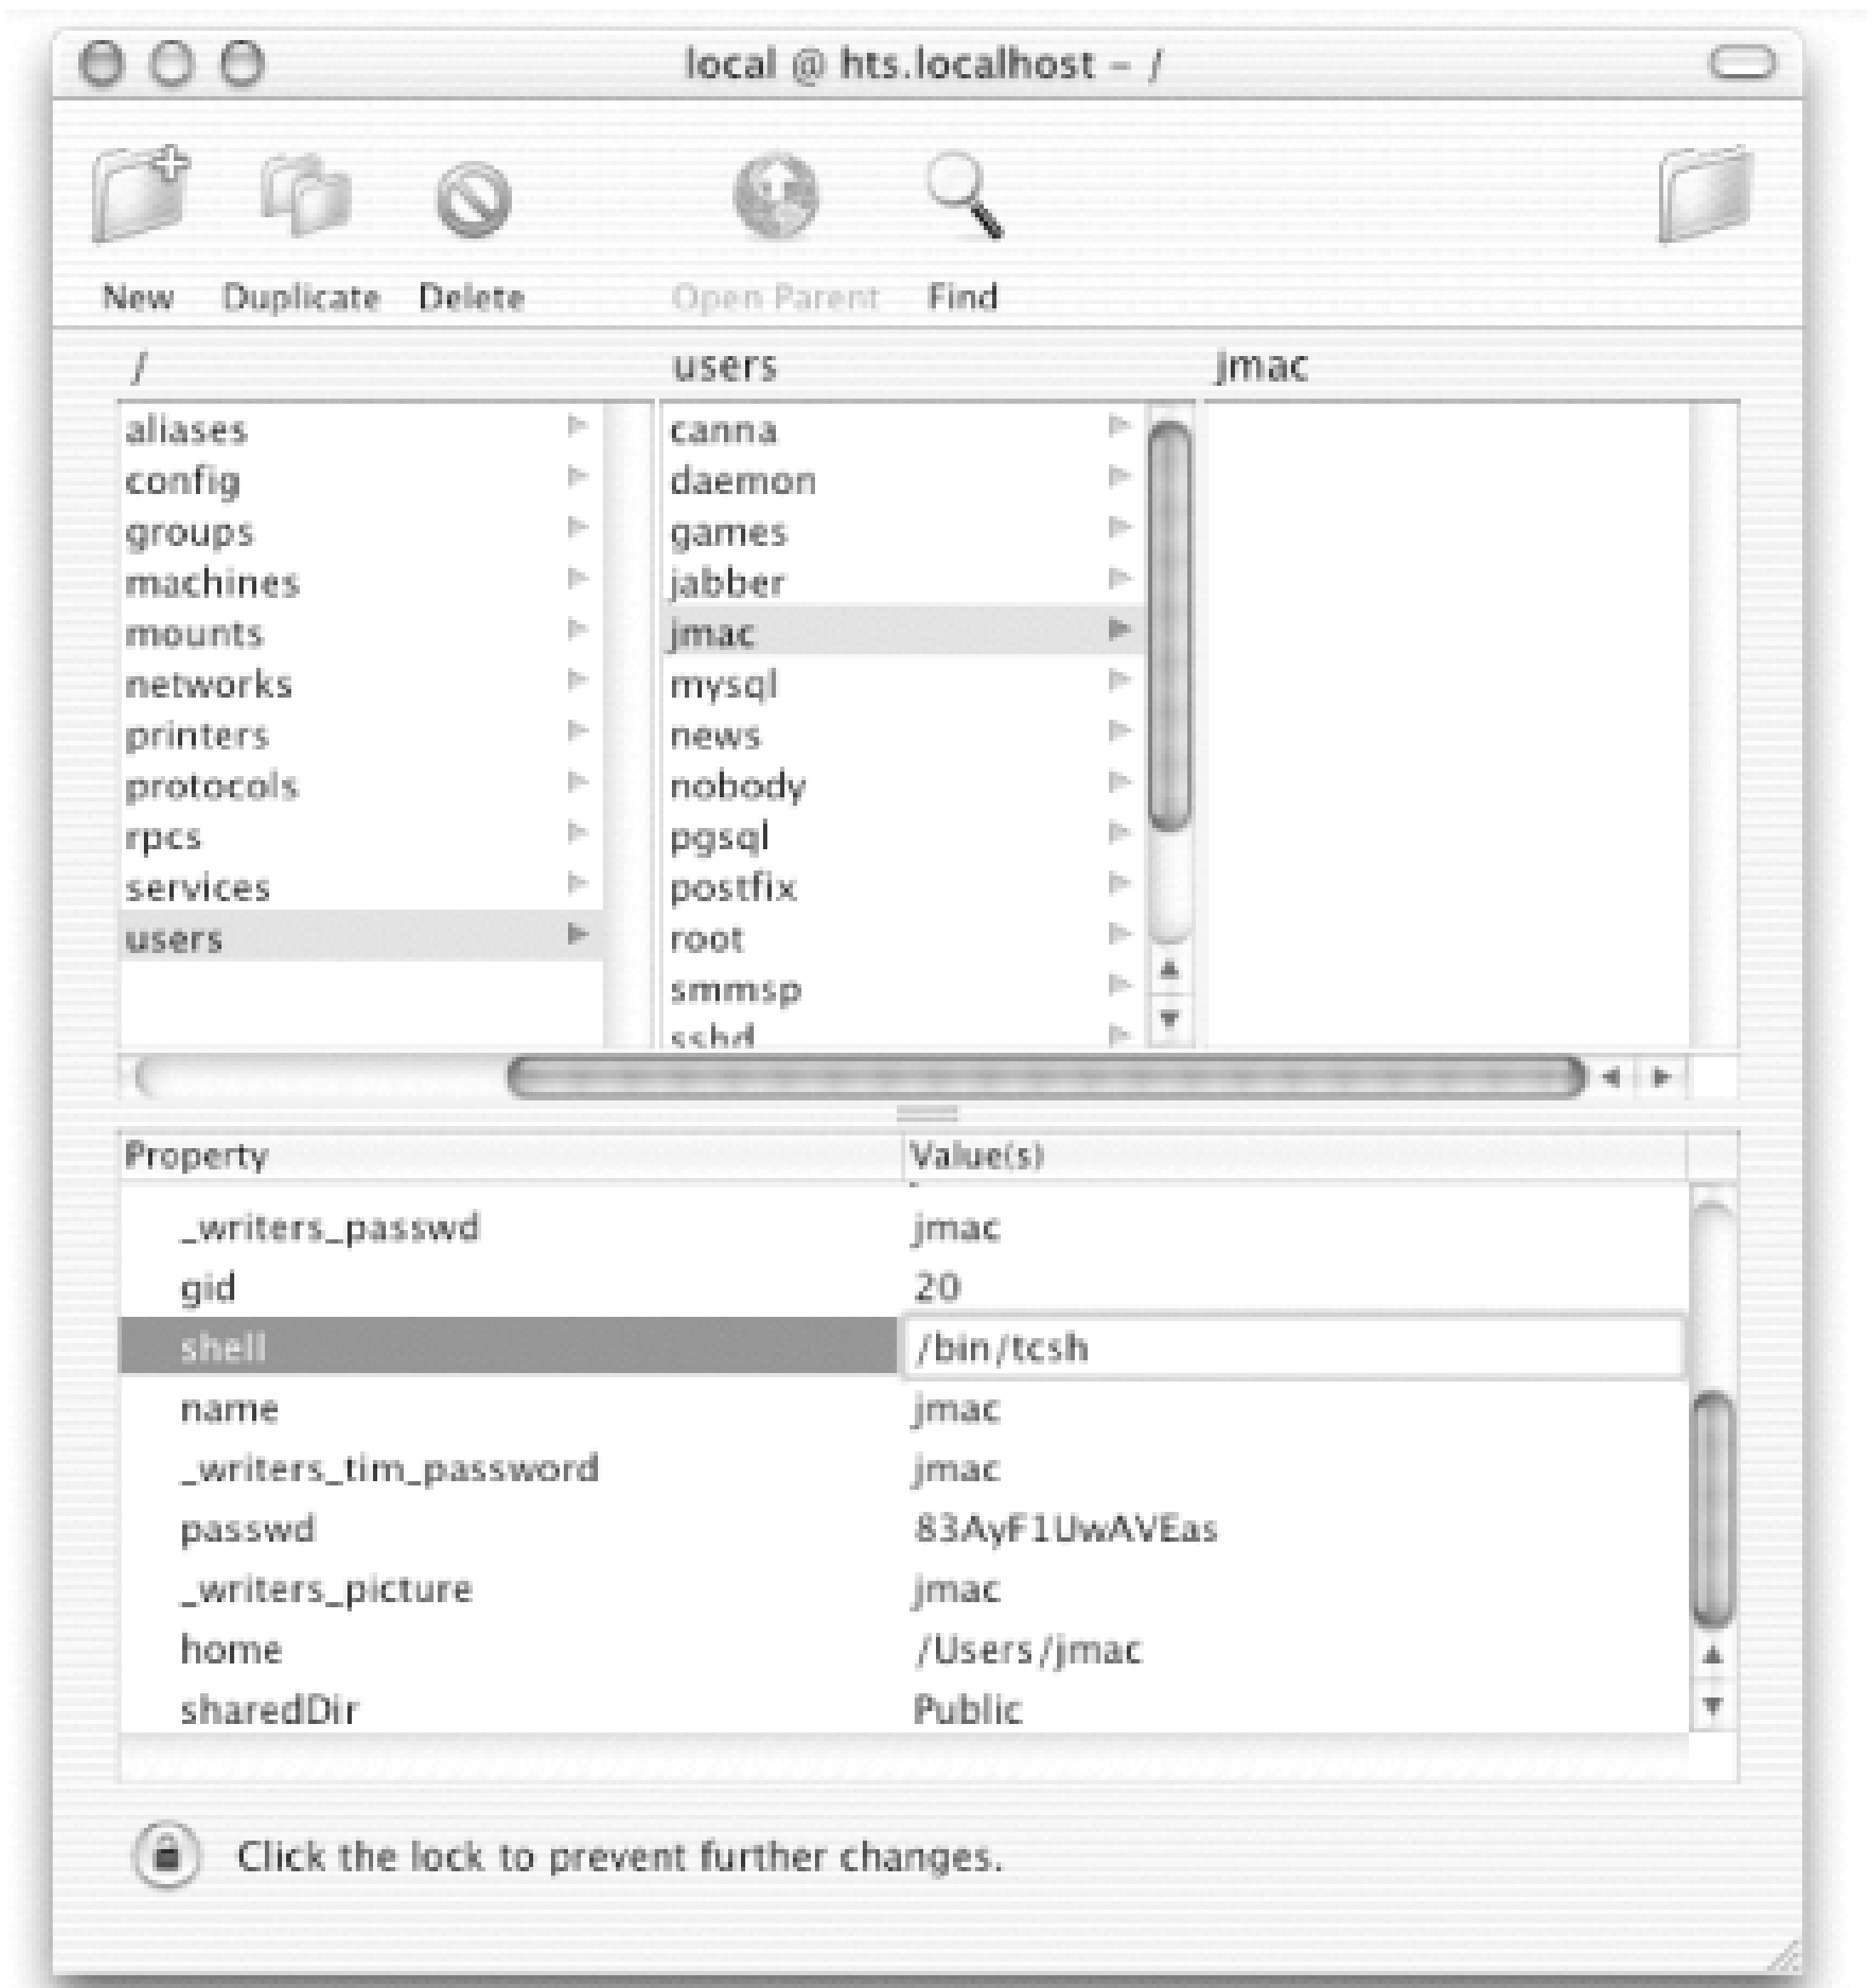 local @ hts.localhost – /
New Duplicate Delete Open Parent Find
/ users jmac
aliases canna
config daemon
groups games
machines jabber
mounts jmac
networks mysql
printers news
protocols nobody
rpcs pgsql
services postfix
users root
smmsp
sshd
Property Value(s)
_writers_passwd jmac
gid 20
shell /bin/tcsh
name jmac
_writers_tim_password jmac
passwd 83AyF1UwAVEas
_writers_picture jmac
home /Users/jmac
sharedDir Public
Click the lock to prevent further changes.